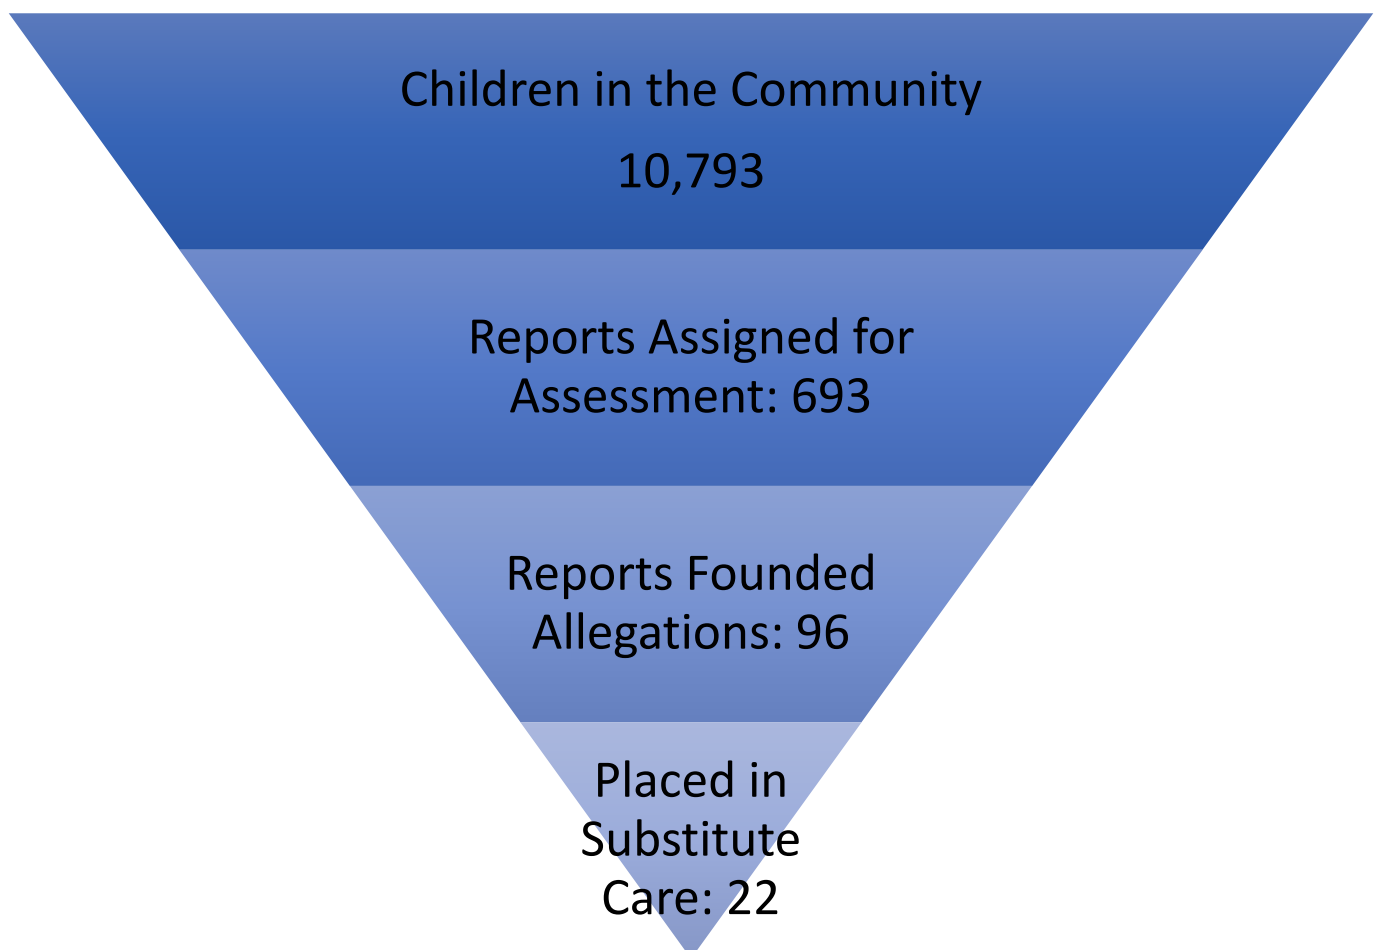 Children in the Community
10,793
Reports Assigned for
Assessment: 693
Reports Founded
Allegations: 96
Placed in
Substitute
Care: 22